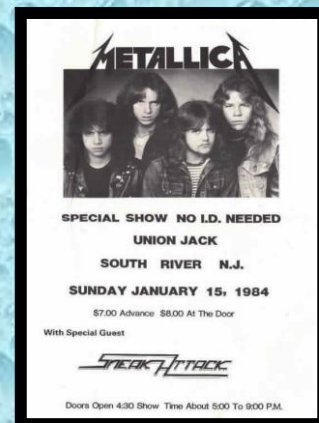 METALLICA
SPECIAL SHOW NO I.D. NEEDED
UNION JACK
SOUTH RIVER N.J.
SUNDAY JANUARY 15, 1984
$7.00 Advance $8.00 At The Door
With Special Guest
SNEAK ATTACK
Doors Open 4:30 Show Time About 5:00 To 9:00 P.M.